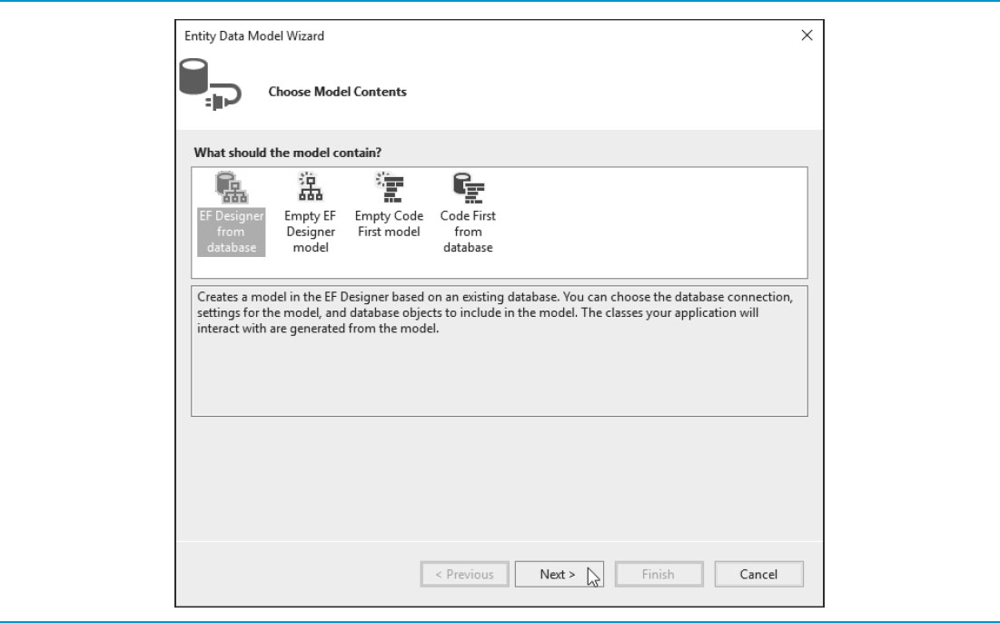 Entity Data Model Wizard
Choose Model Contents
What should the model contain?
EF Designer
from
database
Empty EF
Designer
model
Empty Code
First model
Code First
from
database
Creates a model in the EF Designer based on an existing database. You can choose the database connection,
settings for the model, and database objects to include in the model. The classes your application will
interact with are generated from the model.
< Previous
Next >
Finish
Cancel